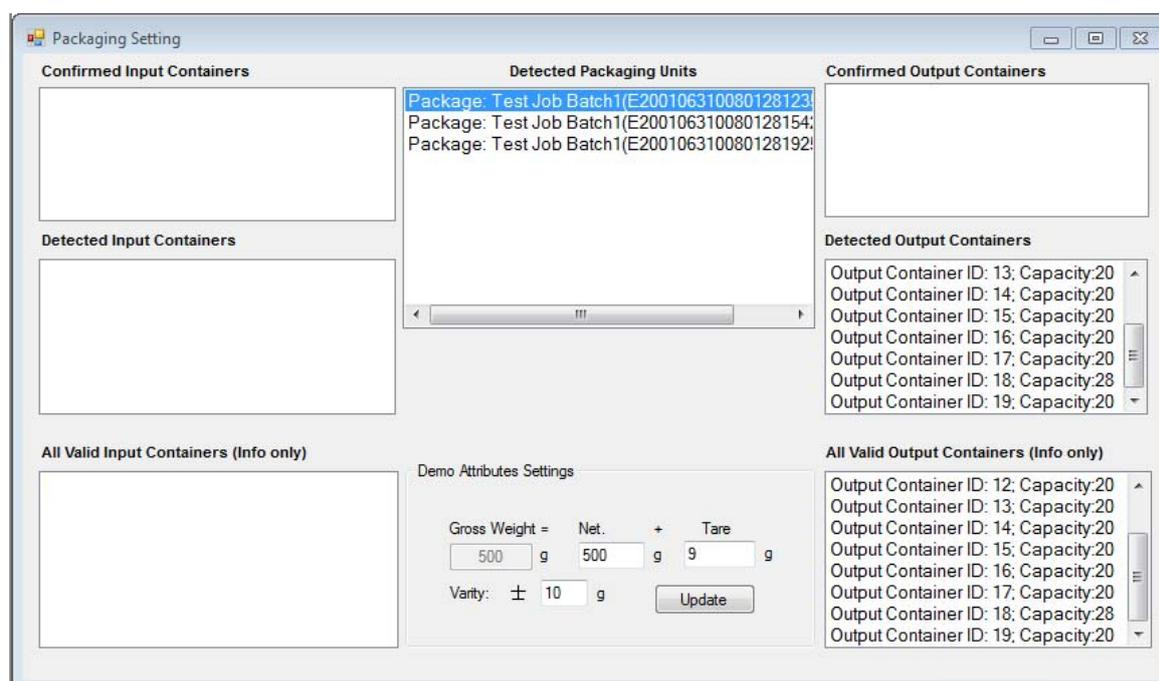 Packaging Setting
Confirmed Input Containers
Detected Input Containers
All Valid Input Containers (Info only)
Detected Packaging Units
Package: Test Job Batch1(E2001063100801281235
Package: Test Job Batch1(E2001063100801281542
Package: Test Job Batch1(E2001063100801281925
Demo Attributes Settings
Gross Weight = Net. + Tare
500 g 500 g 9 g
Varity: ± 10 g Update
Confirmed Output Containers
Detected Output Containers
Output Container ID: 13; Capacity:20
Output Container ID: 14; Capacity:20
Output Container ID: 15; Capacity:20
Output Container ID: 16; Capacity:20
Output Container ID: 17; Capacity:20
Output Container ID: 18; Capacity:28
Output Container ID: 19; Capacity:20
All Valid Output Containers (Info only)
Output Container ID: 12; Capacity:20
Output Container ID: 13; Capacity:20
Output Container ID: 14; Capacity:20
Output Container ID: 15; Capacity:20
Output Container ID: 16; Capacity:20
Output Container ID: 17; Capacity:20
Output Container ID: 18; Capacity:28
Output Container ID: 19; Capacity:20